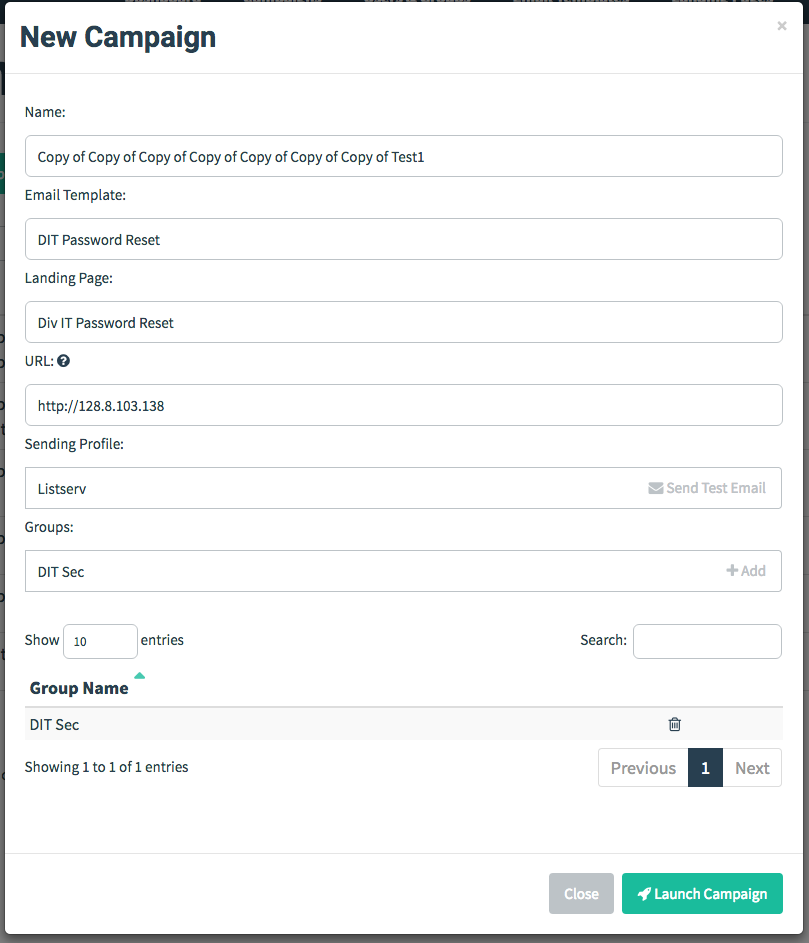 New Campaign
×
Name:
Copy of Copy of Copy of Copy of Copy of Copy of Copy of Test1
Email Template:
DIT Password Reset
Landing Page:
Div IT Password Reset
URL:
http://128.8.103.138
Sending Profile:
Listserv
Send Test Email
Groups:
DIT Sec
Add
Show 10 entries
Search:
Group Name
DIT Sec
Showing 1 to 1 of 1 entries
Previous 1 Next
Close
Launch Campaign